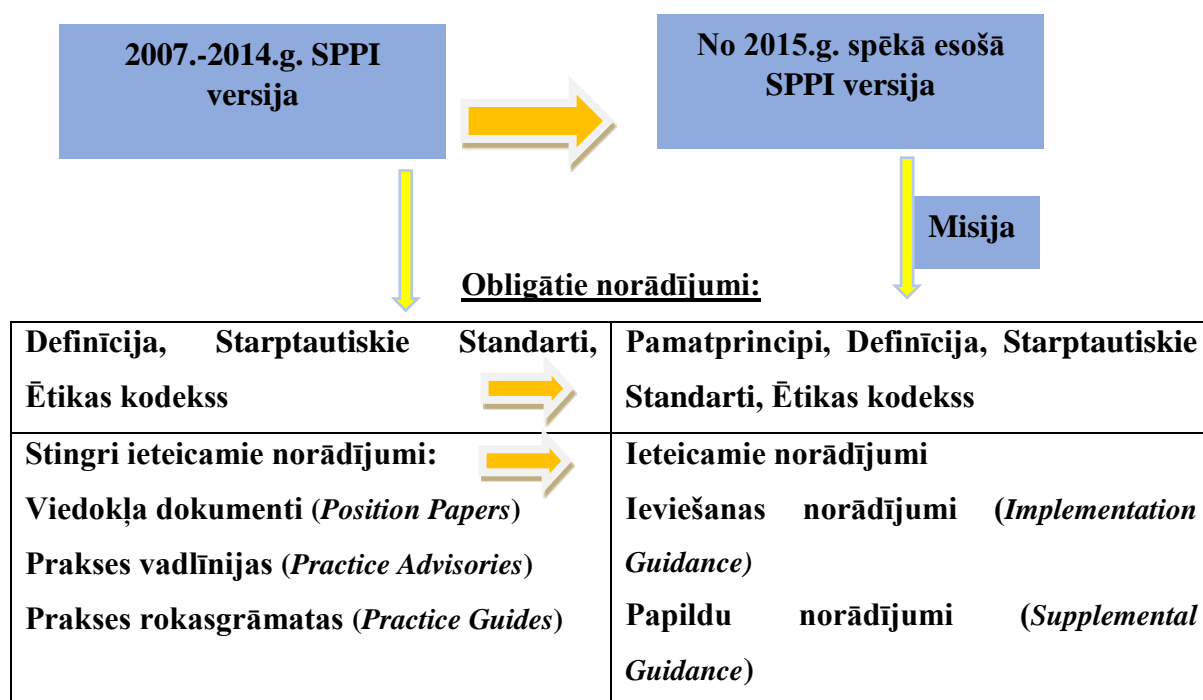 2007.-2014.g. SPPI
versija
No 2015.g. spēkā esošā
SPPI versija
Misija
Obligātie norādījumi:
Definīcija, Starptautiskie Standarti,
Ētikas kodekss
Pamatprincipi, Definīcija, Starptautiskie
Standarti, Ētikas kodekss
Stingri ieteicamie norādījumi:
Viedokļa dokumenti (Position Papers)
Prakses vadlīnijas (Practice Advisories)
Prakses rokasgrāmatas (Practice Guides)
Ieteicamie norādījumi
Ieviešanas norādījumi (Implementation
Guidance)
Papildu norādījumi (Supplemental
Guidance)